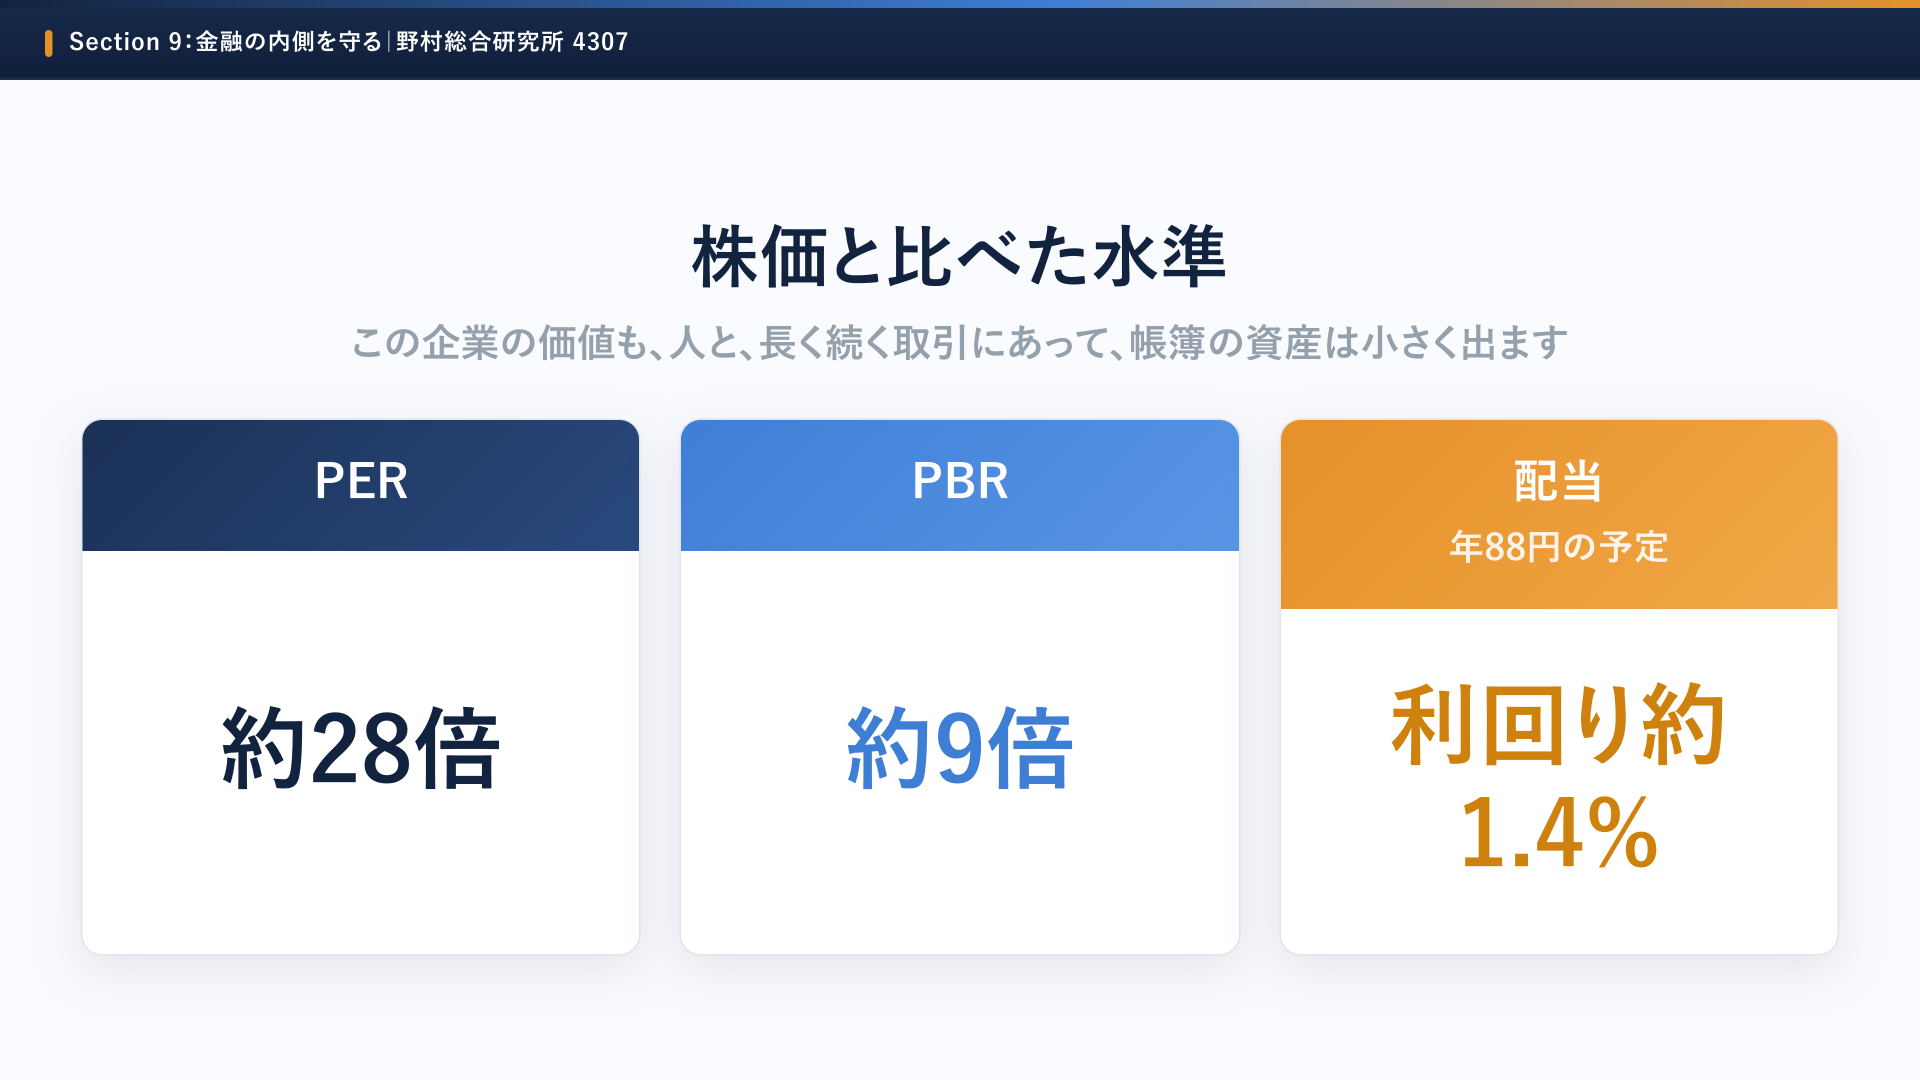 Section 9：金融の内側を守る｜野村総合研究所 4307
株価と比べた水準
この企業の価値も、人と、長く続く取引にあって、帳簿の資産は小さく出ます
PER
約28倍
PBR
約9倍
配当
年88円の予定
利回り約
1.4%